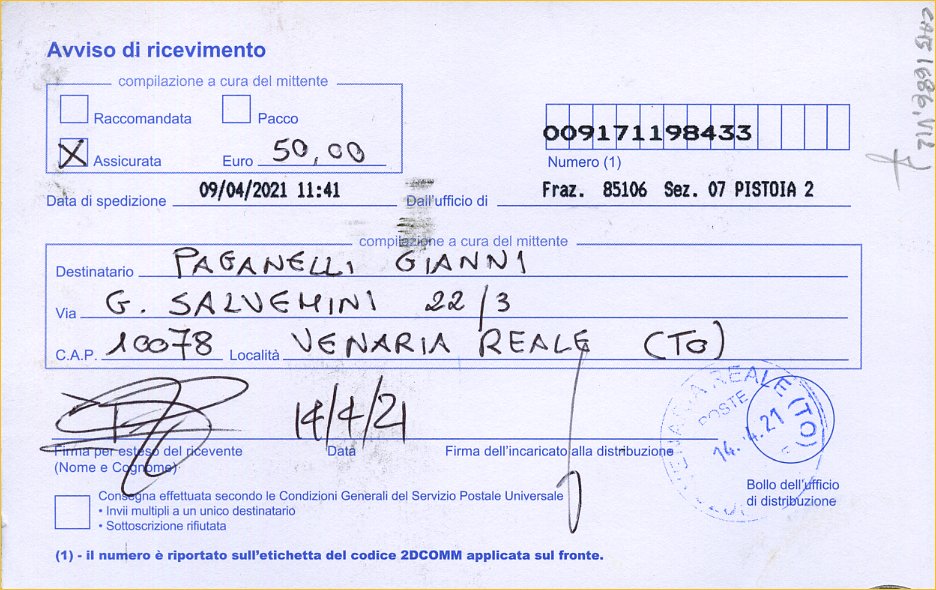 Avviso di ricevimento
compilazione a cura del mittente
Raccomandata Pacco
X Assicurata Euro 50,00
009171198433
Numero (1)
Data di spedizione 09/04/2021 11:41 Dall'ufficio di Fraz. 85106 Sez. 07 PISTOIA 2
compilazione a cura del mittente
Destinatario PAGANELLI GIANNI
Via G. SALVEMINI 22/3
C.A.P. 10078 Località VENARIA REALE (TO)
14/4/21
Firma per esteso del ricevente
(Nome e Cognome)
Data
Firma dell'incaricato alla distribuzione
VENARIA REALE (TO)
POSTE
14.4.21
Bollo dell'ufficio
di distribuzione
Consegna effettuata secondo le Condizioni Generali del Servizio Postale Universale
• Invii multipli a un unico destinatario
• Sottoscrizione rifiutata
(1) - il numero è riportato sull'etichetta del codice 2DCOMM applicata sul fronte.